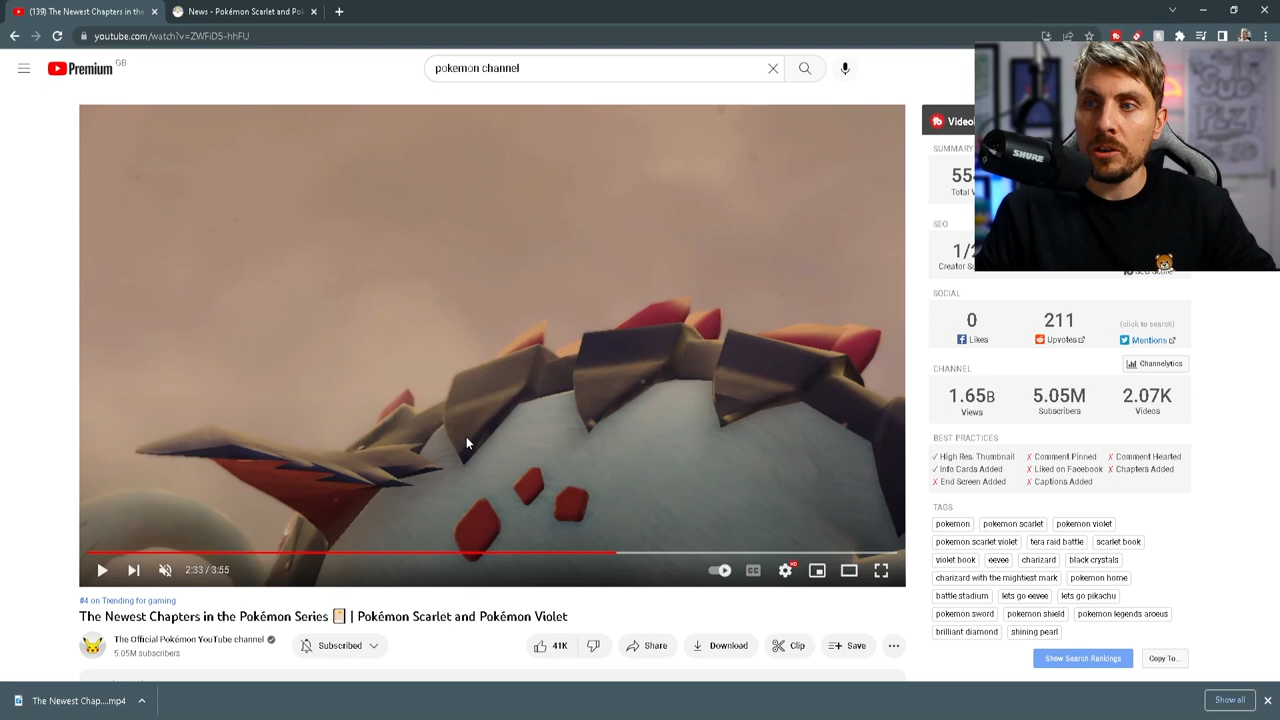 (139) The Newest Chapters in the
News - Pokémon Scarlet and Po
youtube.com/watch?v=ZWFiD5-hhFU
Premium GB
pokemon channel
SHURE
SUMMARY
Total V
SEO
Creator S
SOCIAL
0
Likes
211
Upvotes
(click to search)
Mentions
Channelytics
CHANNEL
1.65B
Views
5.05M
Subscribers
2.07K
Videos
BEST PRACTICES
✓ High Res. Thumbnail
✗ Comment Pinned
✗ Comment Hearted
✓ Info Cards Added
✗ Liked on Facebook
✗ Chapters Added
✗ End Screen Added
✗ Captions Added
TAGS
pokemon
pokemon scarlet
pokemon violet
pokemon scarlet violet
tera raid battle
scarlet book
violet book
eevee
charizard
black crystals
charizard with the mightiest mark
pokemon home
battle stadium
lets go eevee
lets go pikachu
pokemon sword
pokemon shield
pokemon legends arceus
brilliant diamond
shining pearl
Show Search Rankings
Copy To...
2:33 / 3:55
#4 on Trending for gaming
The Newest Chapters in the Pokémon Series | Pokémon Scarlet and Pokémon Violet
The Official Pokémon YouTube channel
5.05M subscribers
Subscribed
41K
Share
Download
Clip
Save
The Newest Chap....mp4
Show all